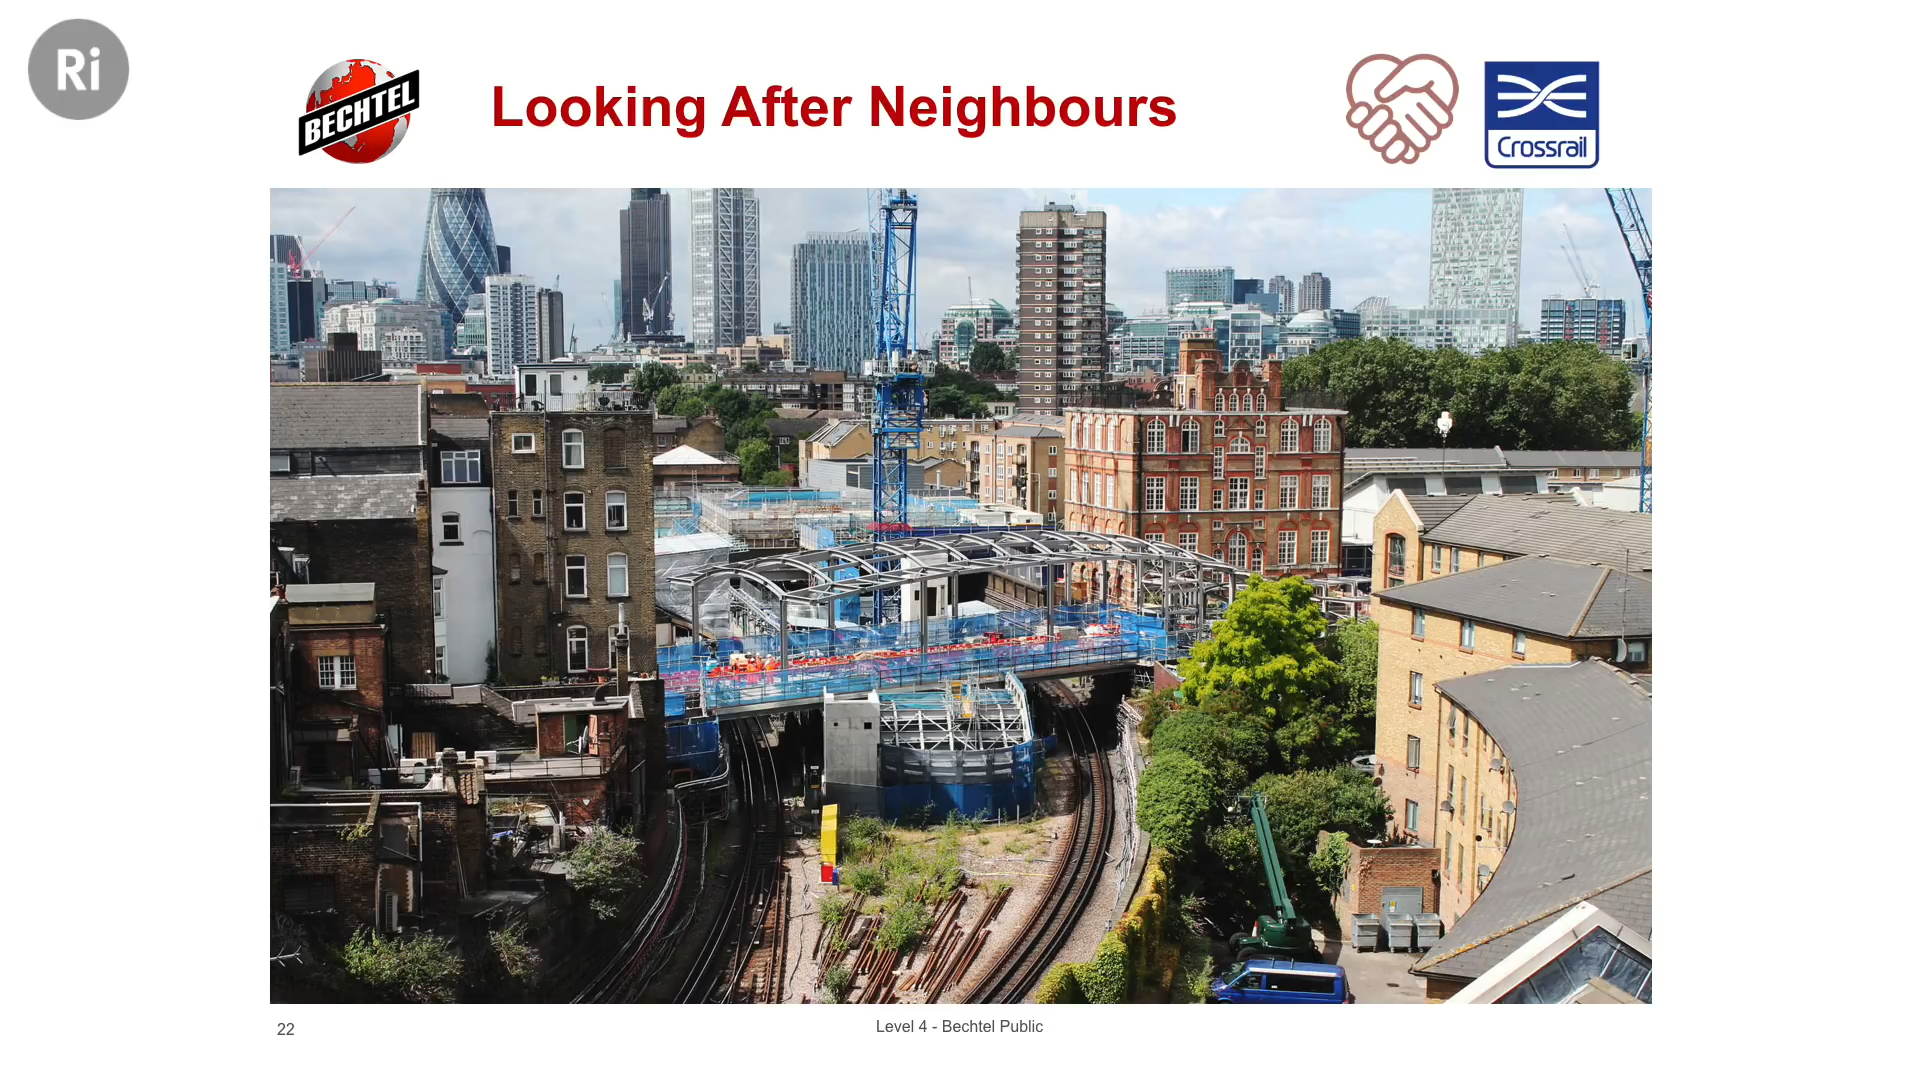 Ri
BECHTEL
Looking After Neighbours
Crossrail
22
Level 4 - Bechtel Public